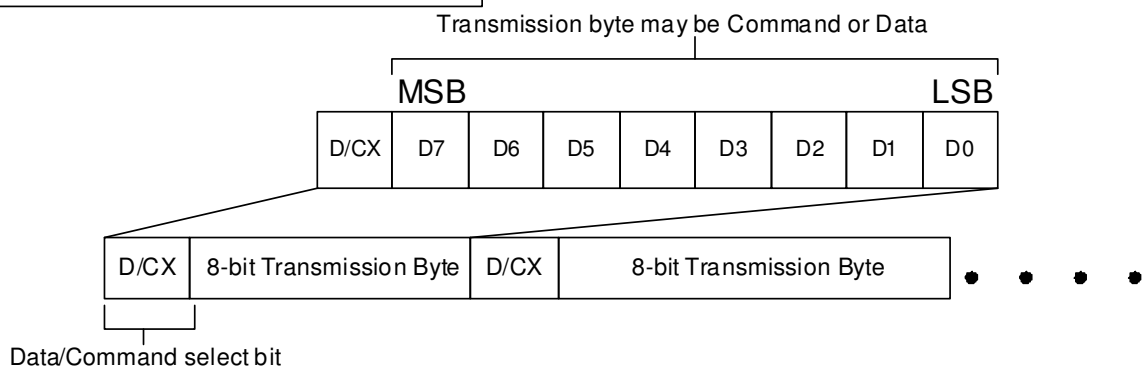 Transmission byte may be Command or Data
MSB LSB
D/CX D7 D6 D5 D4 D3 D2 D1 D0
D/CX 8-bit Transmission Byte D/CX 8-bit Transmission Byte
Data/Command select bit